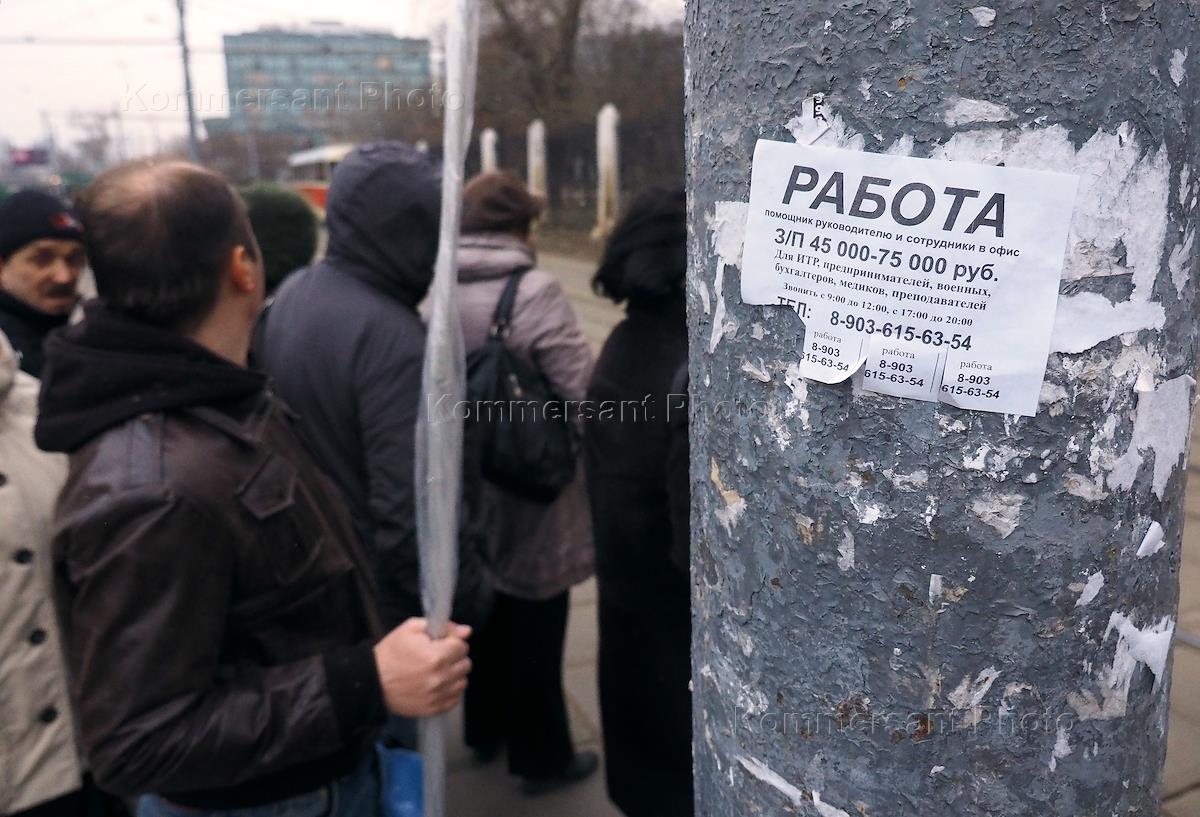 РАБОТА
помощник руководителю и сотрудники в офис
З/П 45 000-75 000 руб.
Для ИТР, предпринимателей, военных,
бухгалтеров, медиков, преподавателей
Звонить с 9:00 до 12:00, с 17:00 до 20:00
ТЕЛ: 8-903-615-63-54
работа
8-903
615-63-54
работа
8-903
615-63-54
работа
8-903
615-63-54
Kommersant Photo
Kommersant Photo
Kommersant Photo